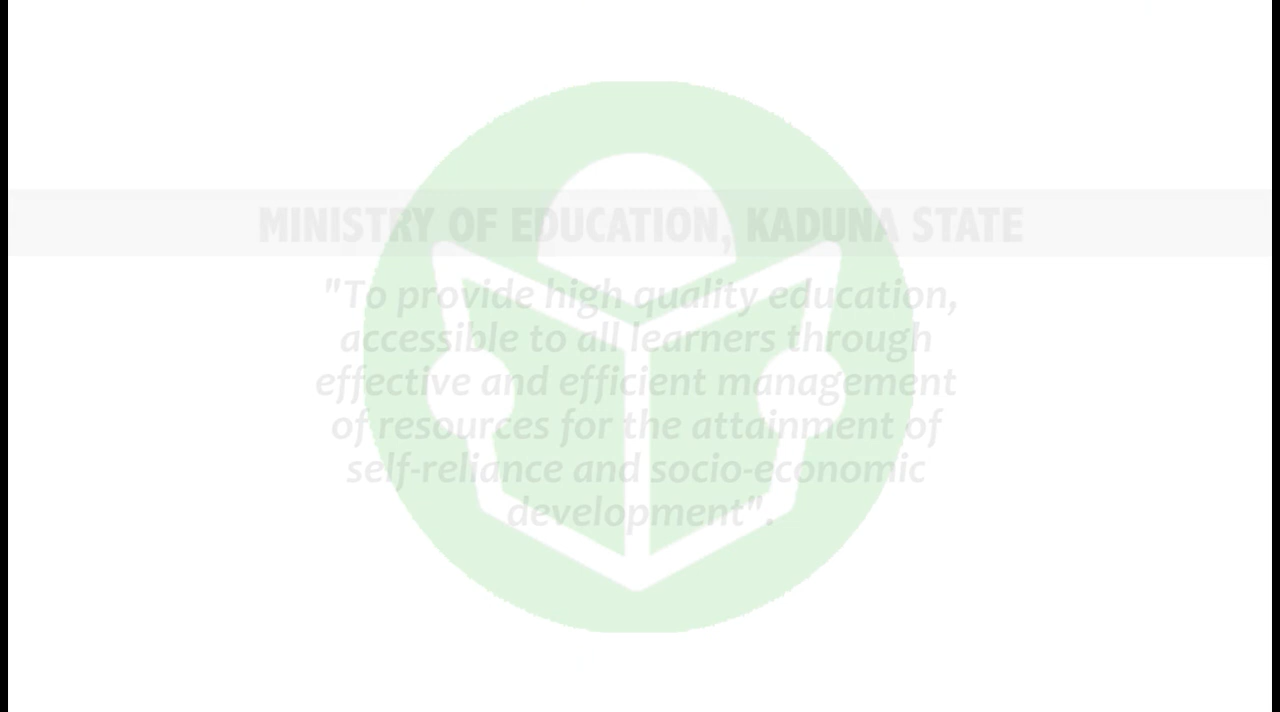 MINISTRY OF EDUCATION, KADUNA STATE
"To provide high quality education,
accessible to all learners through
effective and efficient management
of resources for the attainment of
self-reliance and socio-economic
development".